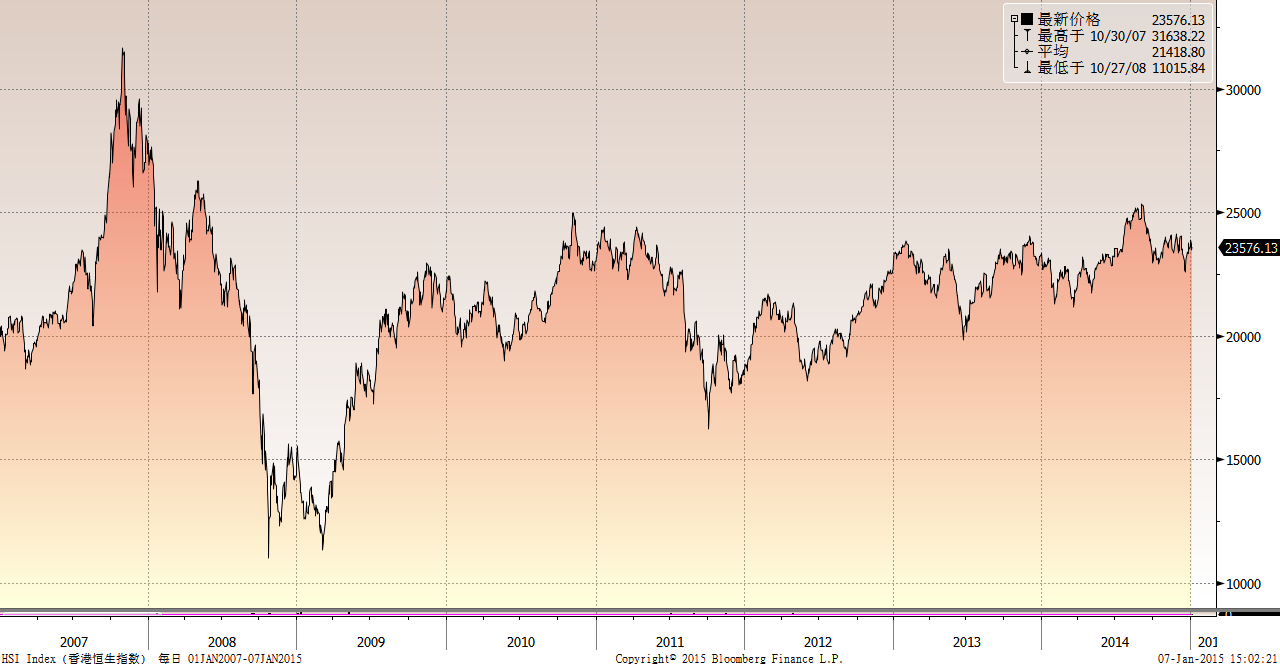 最新价格 23576.13
最高于 10/30/07 31638.22
平均 21418.80
最低于 10/27/08 11015.84
30000
25000
23576.13
20000
15000
10000
2007 2008 2009 2010 2011 2012 2013 2014 201
HSI Index (香港恒生指数) 每日 01JAN2007-07JAN2015 Copyright© 2015 Bloomberg Finance L.P. 07-Jan-2015 15:02:21